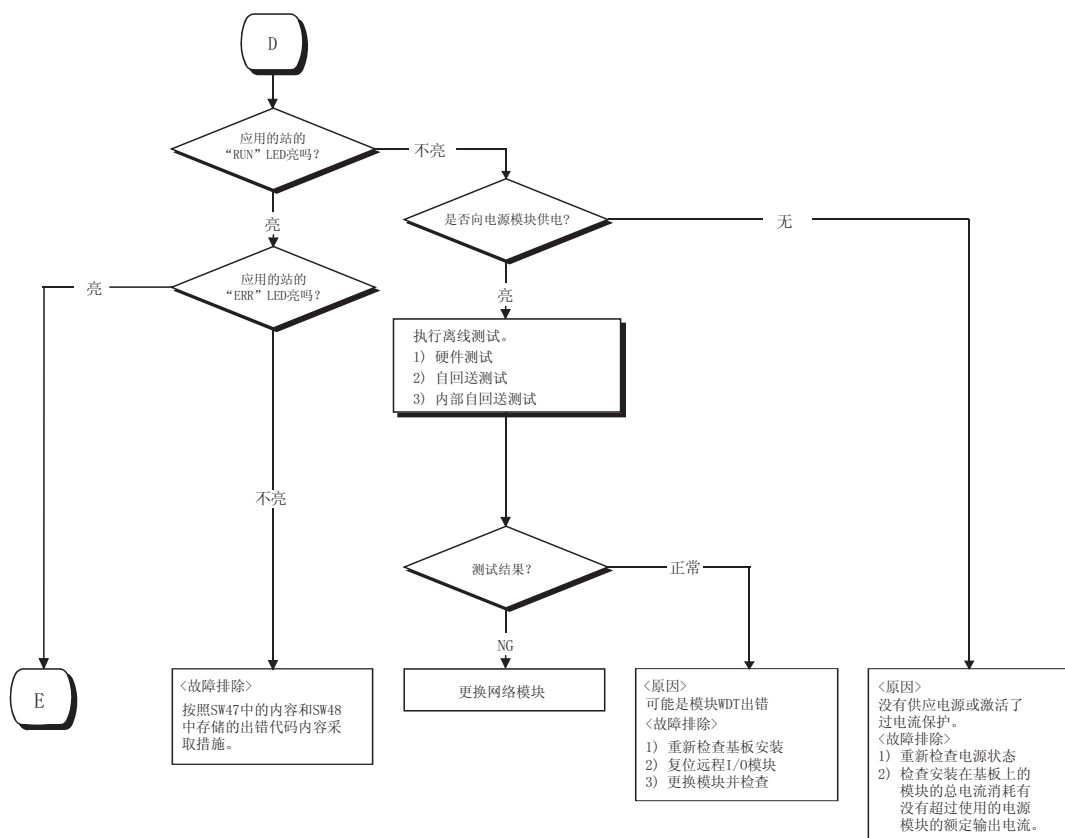 D
应用的站的
“RUN”LED亮吗？
不亮
是否向电源模块供电?
无
亮
应用的站的
“ERR”LED亮吗？
亮
亮
执行离线测试。
1) 硬件测试
2) 自回送测试
3) 内部自回送测试
不亮
测试结果？
正常
NG
E
<故障排除>
按照SW47中的内容和SW48
中存储的出错代码内容采
取措施。
更换网络模块
<原因>
可能是模块WDT出错
<故障排除>
1) 重新检查基板安装
2) 复位远程I/O模块
3) 更换模块并检查
<原因>
没有供应电源或激活了
过电流保护。
<故障排除>
1) 重新检查电源状态
2) 检查安装在基板上的
模块的总电流消耗有
没有超过使用的电源
模块的额定输出电流。